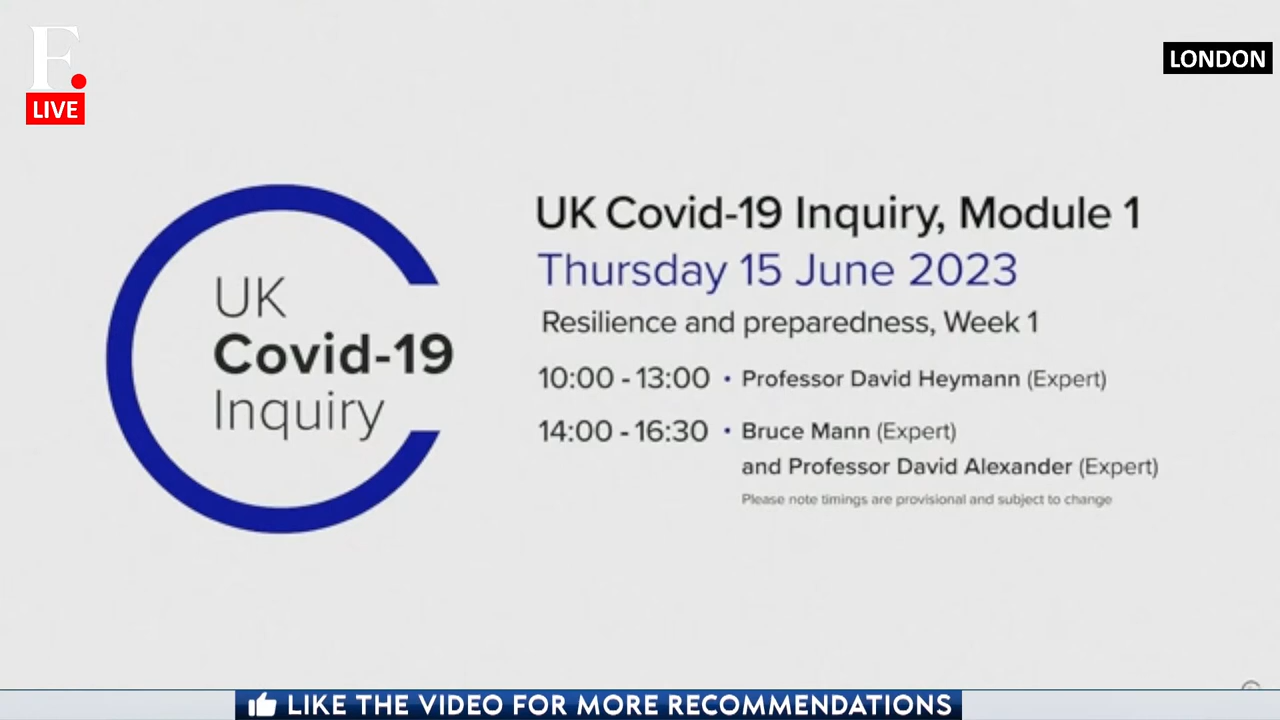 F.
LIVE
LONDON
UK
Covid-19
Inquiry
UK Covid-19 Inquiry, Module 1
Thursday 15 June 2023
Resilience and preparedness, Week 1
10:00 - 13:00 • Professor David Heymann (Expert)
14:00 - 16:30 • Bruce Mann (Expert)
and Professor David Alexander (Expert)
Please note timings are provisional and subject to change
LIKE THE VIDEO FOR MORE RECOMMENDATIONS